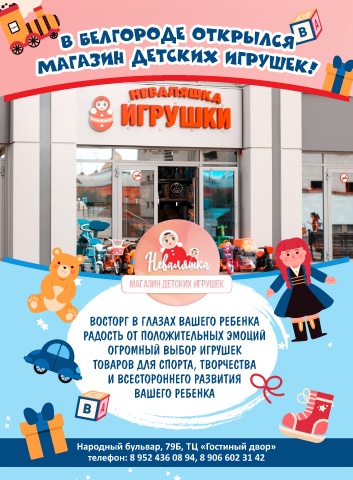 В БЕЛГОРОДЕ ОТКРЫЛСЯ
МАГАЗИН ДЕТСКИХ ИГРУШЕК!
НЕВАЛЯШКА
ИГРУШКИ
Неваляшка
МАГАЗИН ДЕТСКИХ ИГРУШЕК
ВОСТОРГ В ГЛАЗАХ ВАШЕГО РЕБЕНКА
РАДОСТЬ ОТ ПОЛОЖИТЕЛЬНЫХ ЭМОЦИЙ
ОГРОМНЫЙ ВЫБОР ИГРУШЕК
ТОВАРОВ ДЛЯ СПОРТА, ТВОРЧЕСТВА
И ВСЕСТОРОННЕГО РАЗВИТИЯ
ВАШЕГО РЕБЕНКА
Народный бульвар, 79Б, ТЦ «Гостиный двор»
телефон: 8 952 436 08 94, 8 906 602 31 42